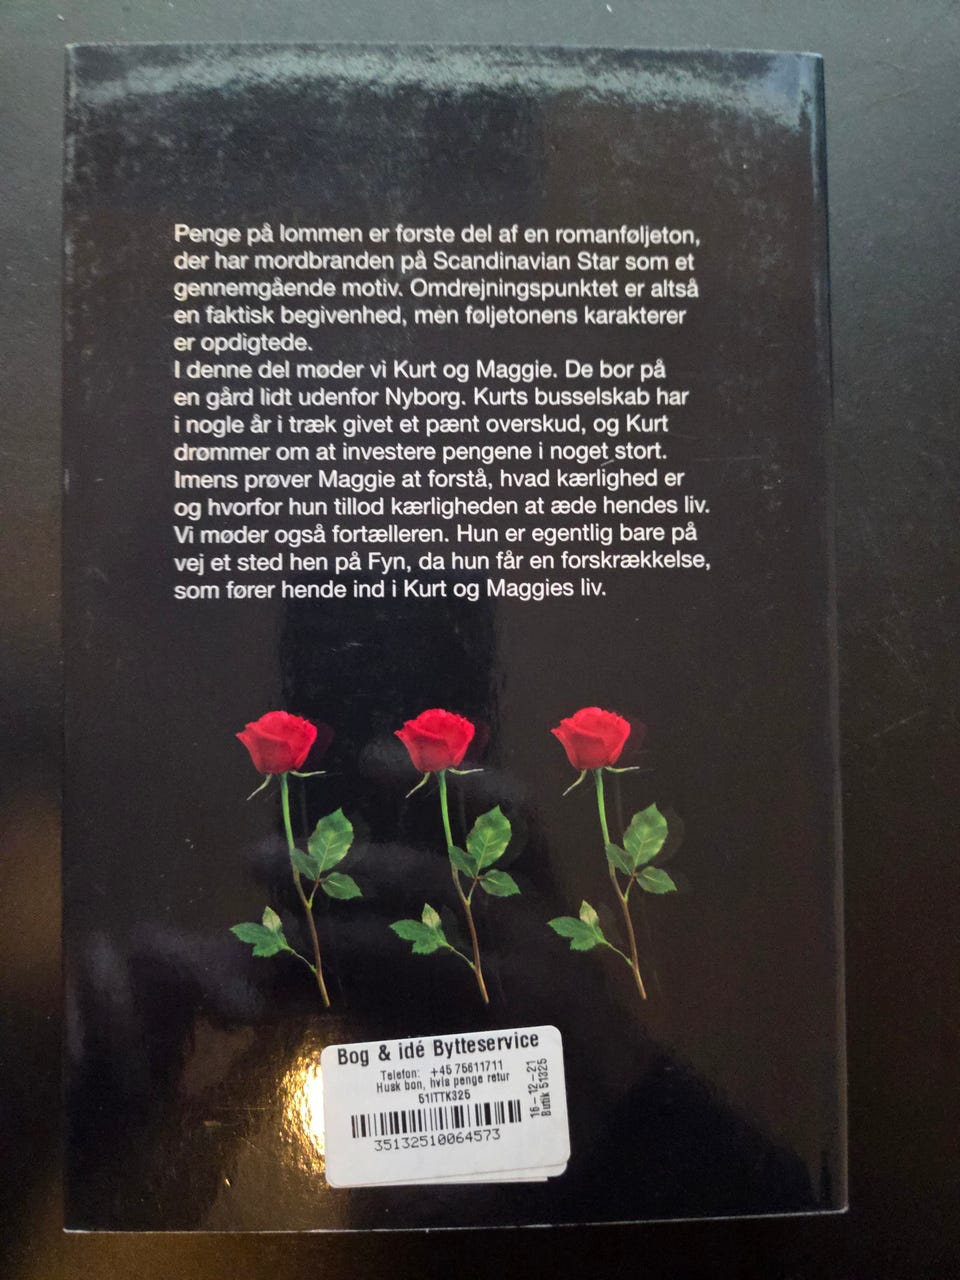 Penge på lommen er første del af en romanføljeton,
der har mordbranden på Scandinavian Star som et
gennemgående motiv. Omdrejningspunktet er altså
en faktisk begivenhed, men føljetonens karakterer
er opdigtede.
I denne del møder vi Kurt og Maggie. De bor på
en gård lidt udenfor Nyborg. Kurts busselskab har
i nogle år i træk givet et pænt overskud, og Kurt
drømmer om at investere pengene i noget stort.
Imens prøver Maggie at forstå, hvad kærlighed er
og hvorfor hun tillod kærligheden at æde hendes liv.
Vi møder også fortælleren. Hun er egentlig bare på
vej et sted hen på Fyn, da hun får en forskrækkelse,
som fører hende ind i Kurt og Maggies liv.
Bog & idé Bytteservice
Telefon: +45 75611711
Husk bon, hvis penge retur
51ITTK325
35132510064573
16-12-21
Butik 51325